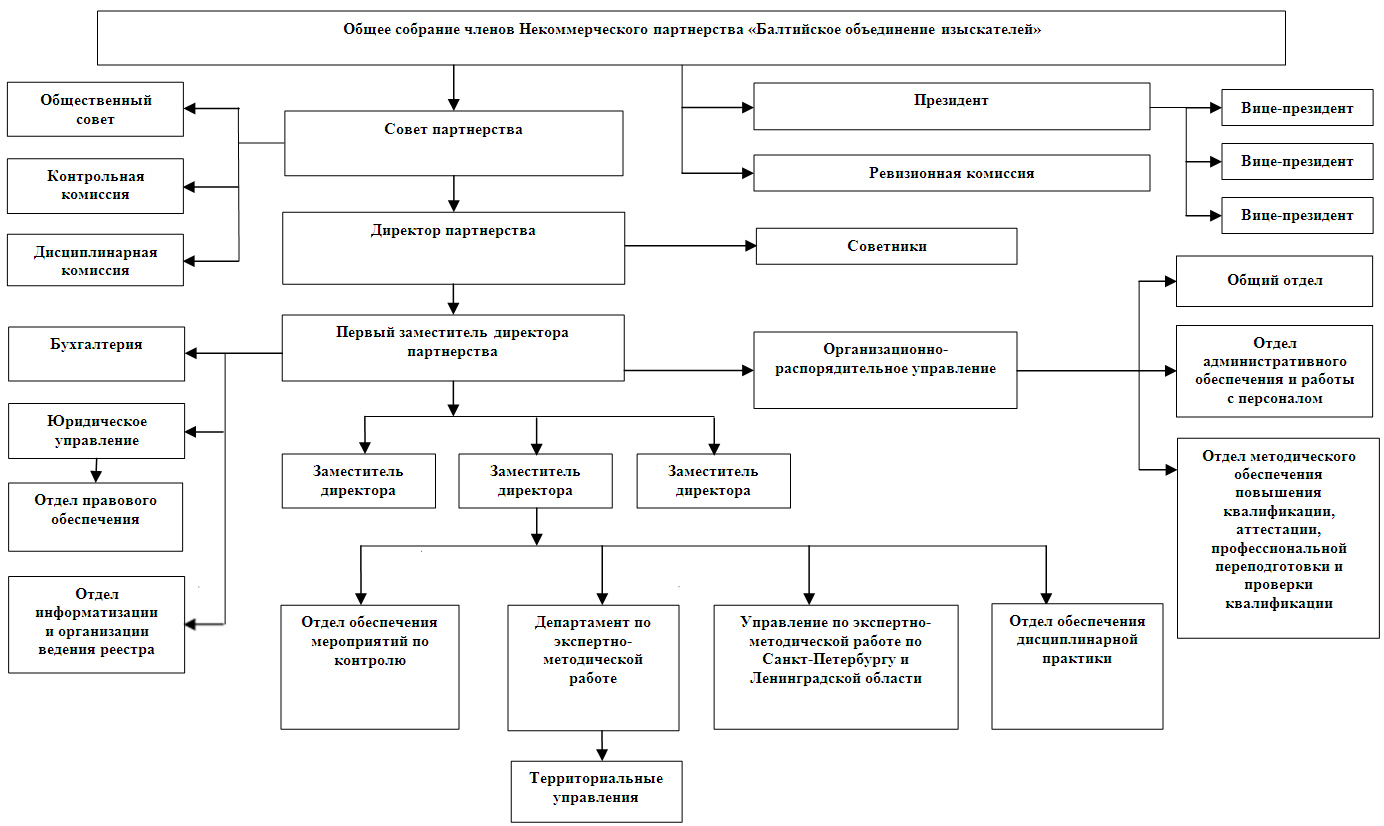 Общее собрание членов Некоммерческого партнерства «Балтийское объединение изыскателей»
Общественный
совет
Совет партнерства
Президент
Вице-президент
Контрольная
комиссия
Ревизионная комиссия
Вице-президент
Вице-президент
Дисциплинарная
комиссия
Директор партнерства
Советники
Общий отдел
Бухгалтерия
Первый заместитель директора
партнерства
Организационно-
распорядительное управление
Отдел
административного
обеспечения и работы
с персоналом
Юридическое
управление
Отдел правового
обеспечения
Заместитель
директора
Заместитель
директора
Заместитель
директора
Отдел методического
обеспечения
повышения
квалификации,
аттестации,
профессиональной
переподготовки и
проверки
квалификации
Отдел
информатизации
и организации
ведения реестра
Отдел обеспечения
мероприятий по
контролю
Департамент по
экспертно-
методической
работе
Управление по экспертно-
методической работе по
Санкт-Петербургу и
Ленинградской области
Отдел обеспечения
дисциплинарной
практики
Территориальные
управления